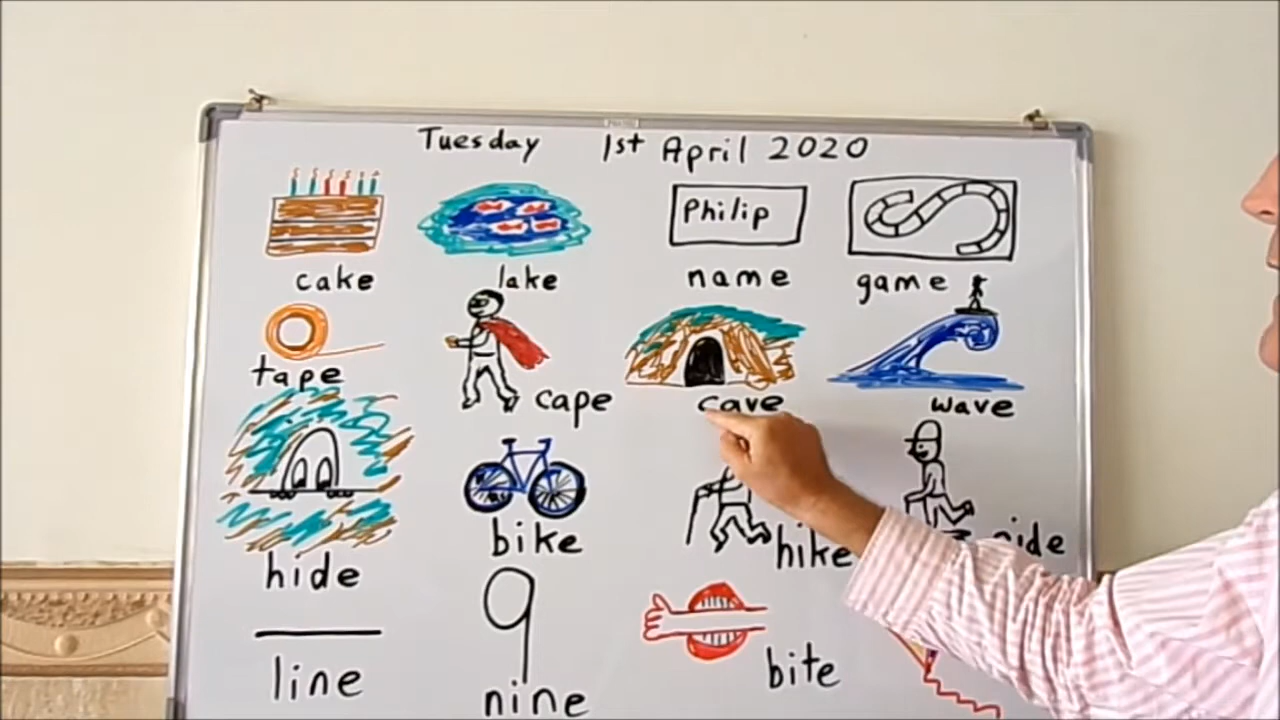 Tuesday 1st April 2020
Philip
cake lake name game
tape cape cave wave
hide bike hike
line nine bite